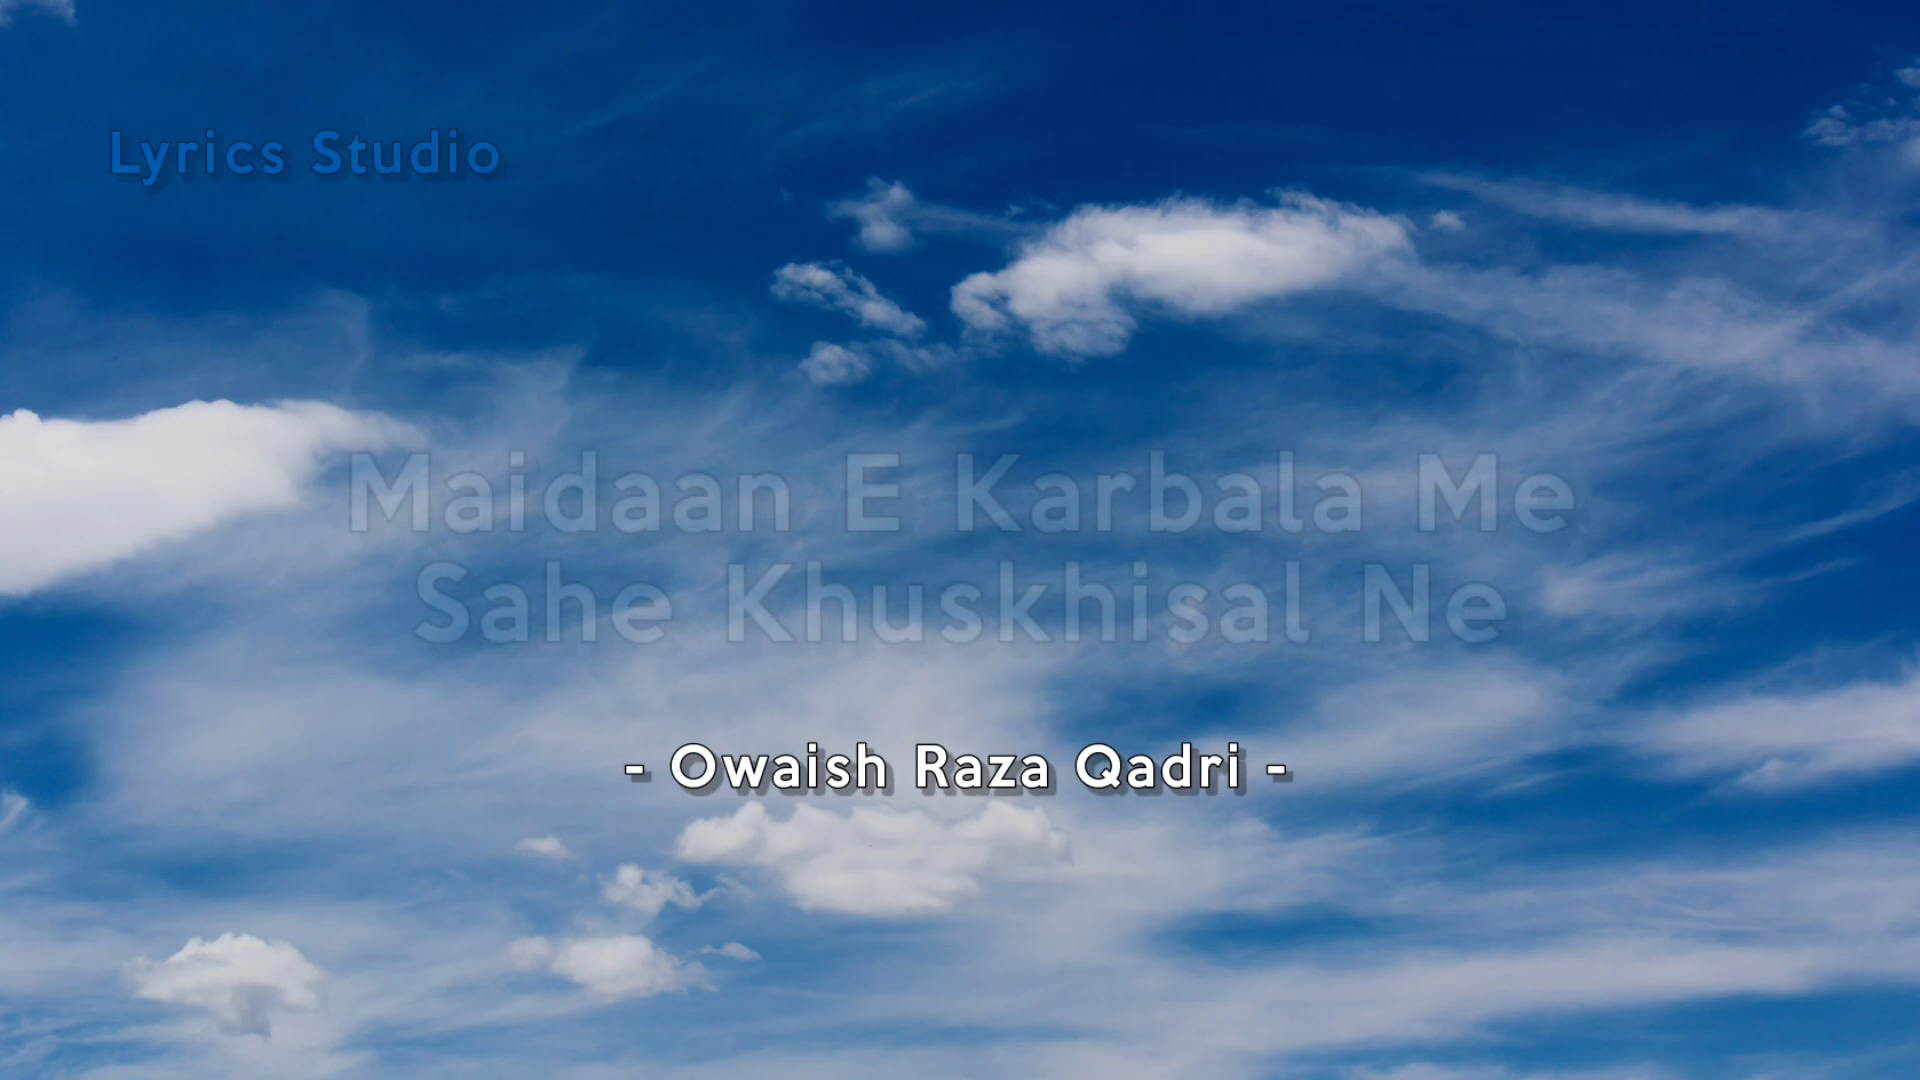 Lyrics Studio
Maidaan E Karbala Me
Sahe Khuskhisal Ne
- Owaish Raza Qadri -